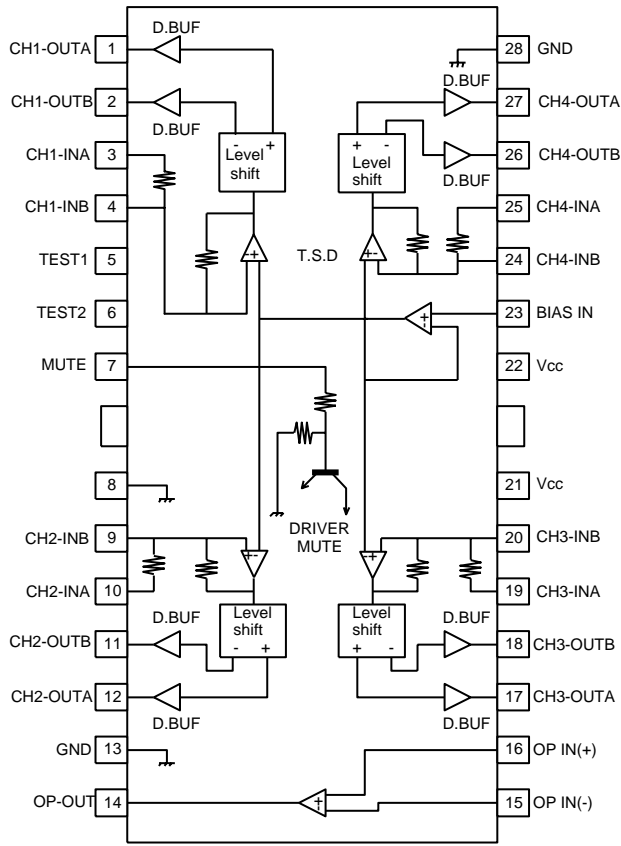 D.BUF
CH1-OUTA 1
28 GND
D.BUF
CH1-OUTB 2
27 CH4-OUTA
D.BUF
- +
Level
shift
+ -
Level
shift
CH1-INA 3
26 CH4-OUTB
D.BUF
CH1-INB 4
25 CH4-INA
TEST1 5
-+
T.S.D
+-
24 CH4-INB
TEST2 6
+-
23 BIAS IN
MUTE 7
22 Vcc
8
21 Vcc
DRIVER
MUTE
CH2-INB 9
+-
+-
20 CH3-INB
CH2-INA 10
19 CH3-INA
D.BUF
Level
shift
- +
Level
shift
+ -
D.BUF
CH2-OUTB 11
18 CH3-OUTB
CH2-OUTA 12
17 CH3-OUTA
D.BUF
D.BUF
GND 13
16 OP IN(+)
OP-OUT 14
+-
15 OP IN(-)